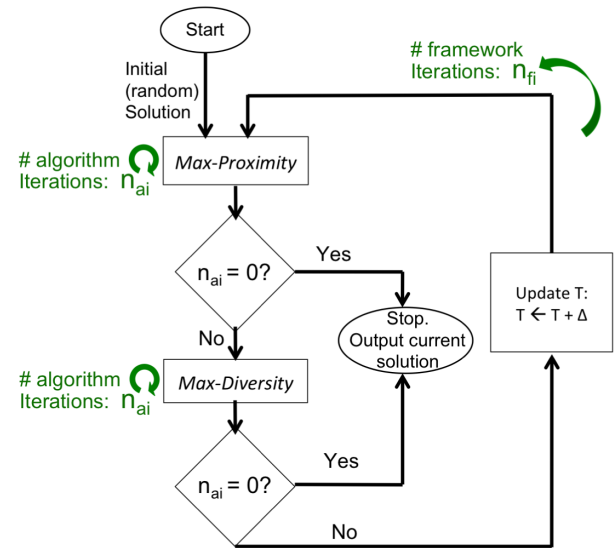 Start
Initial
(random)
Solution
# framework
Iterations: nfi
# algorithm
Iterations: nai
Max-Proximity
nai = 0?
Yes
No
Update T:
T ← T + Δ
Stop.
Output current
solution
# algorithm
Iterations: nai
Max-Diversity
nai = 0?
Yes
No